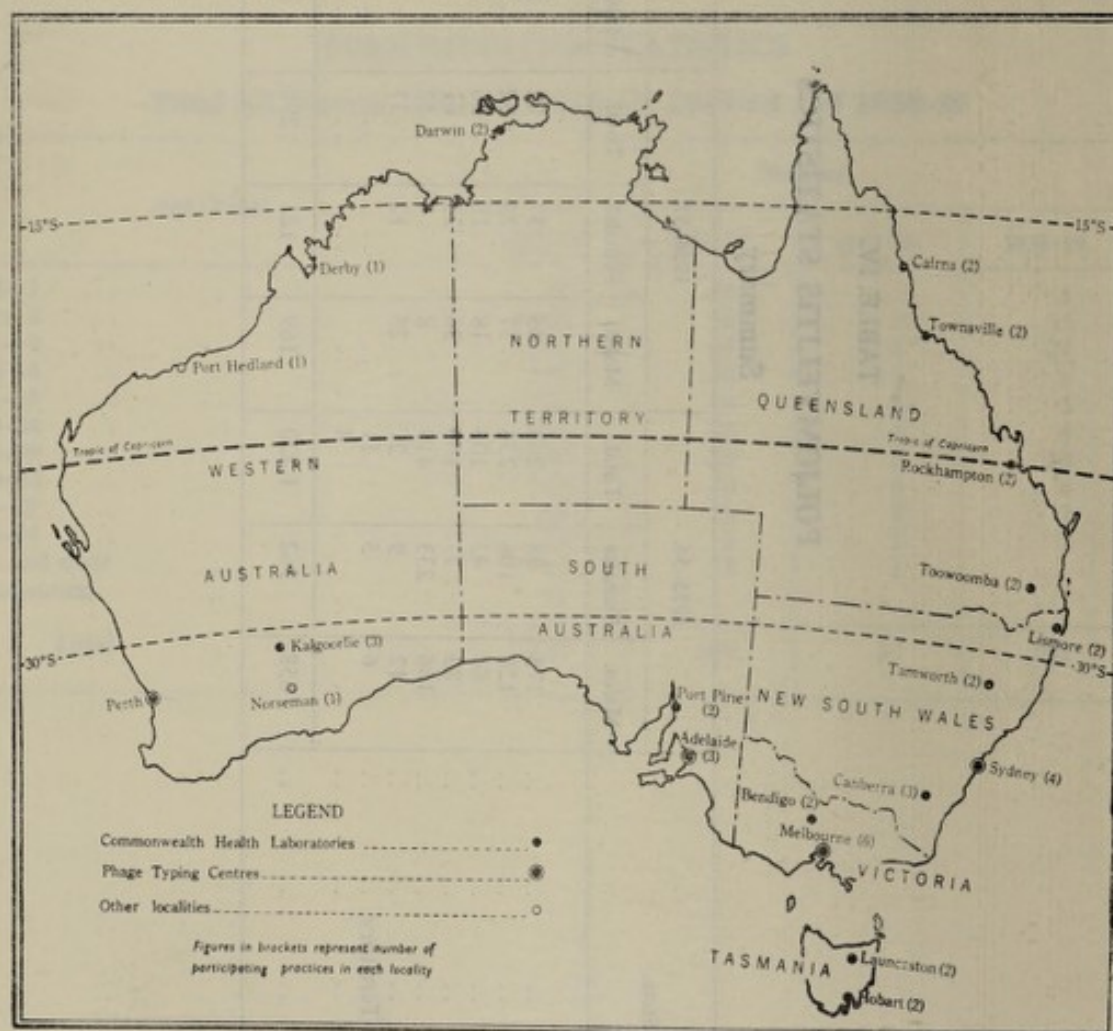 Darwin (2)
15°S
15°S
Derby (1)
Cairns (2)
Townsville (2)
NORTHERN
Port Hedland (1)
QUEENSLAND
TERRITORY
Tropic of Capricorn
Tropic of Capricorn
WESTERN
Rockhampton (2)
AUSTRALIA
SOUTH
Toowoomba (2)
AUSTRALIA
Lismore (2)
Kalgoorlie (3)
30°S
30°S
Tamworth (2)
Perth
Norseman (1)
Port Pirie
(2)
NEW SOUTH WALES
Adelaide
(3)
Sydney (4)
Canberra (3)
Bendigo (2)
Melbourne (6)
VICTORIA
LEGEND
Commonwealth Health Laboratories
Phage Typing Centres
Other localities
Figures in brackets represent number of
participating practices in each locality
TASMANIA
Launceston (2)
Hobart (2)